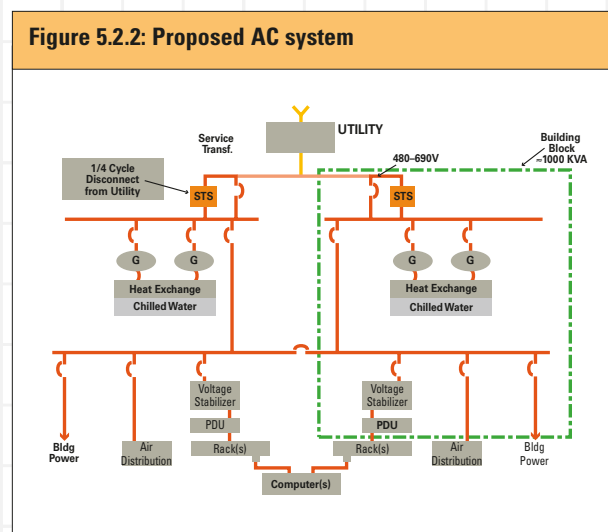 Figure 5.2.2: Proposed AC system
Service
Transf.
UTILITY
Building
Block
≈1000 KVA
480–690V
1/4 Cycle
Disconnect
from Utility
STS
STS
G
G
G
G
Heat Exchange
Chilled Water
Heat Exchange
Chilled Water
Voltage
Stabilizer
Voltage
Stabilizer
PDU
PDU
Bldg
Power
Air
Distribution
Rack(s)
Rack(s)
Air
Distribution
Bldg
Power
Computer(s)